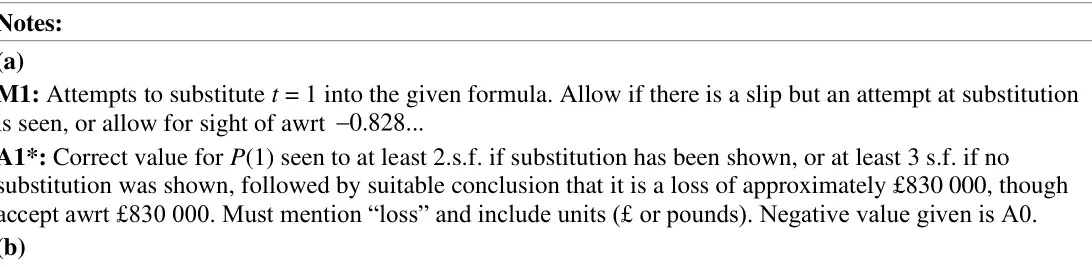 Notes:
(a)
M1: Attempts to substitute t = 1 into the given formula. Allow if there is a slip but an attempt at substitution
is seen, or allow for sight of awrt −0.828...
A1*: Correct value for P(1) seen to at least 2.s.f. if substitution has been shown, or at least 3 s.f. if no
substitution was shown, followed by suitable conclusion that it is a loss of approximately £830 000, though
accept awrt £830 000. Must mention “loss” and include units (£ or pounds). Negative value given is A0.
(b)